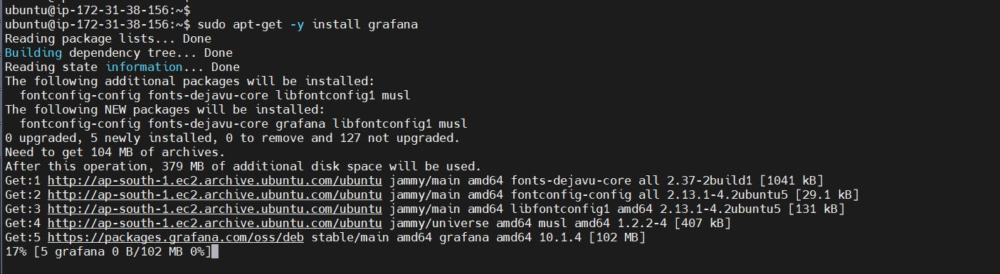 ubuntu@ip-172-31-38-156:~$
ubuntu@ip-172-31-38-156:~$ sudo apt-get -y install grafana
Reading package lists... Done
Building dependency tree... Done
Reading state information... Done
The following additional packages will be installed:
  fontconfig-config fonts-dejavu-core libfontconfig1 musl
The following NEW packages will be installed:
  fontconfig-config fonts-dejavu-core grafana libfontconfig1 musl
0 upgraded, 5 newly installed, 0 to remove and 127 not upgraded.
Need to get 104 MB of archives.
After this operation, 379 MB of additional disk space will be used.
Get:1 http://ap-south-1.ec2.archive.ubuntu.com/ubuntu jammy/main amd64 fonts-dejavu-core all 2.37-2build1 [1041 kB]
Get:2 http://ap-south-1.ec2.archive.ubuntu.com/ubuntu jammy/main amd64 fontconfig-config all 2.13.1-4.2ubuntu5 [29.1 kB]
Get:3 http://ap-south-1.ec2.archive.ubuntu.com/ubuntu jammy/main amd64 libfontconfig1 amd64 2.13.1-4.2ubuntu5 [131 kB]
Get:4 http://ap-south-1.ec2.archive.ubuntu.com/ubuntu jammy/universe amd64 musl amd64 1.2.2-4 [407 kB]
Get:5 https://packages.grafana.com/oss/deb stable/main amd64 grafana amd64 10.1.4 [102 MB]
17% [5 grafana 0 B/102 MB 0%]